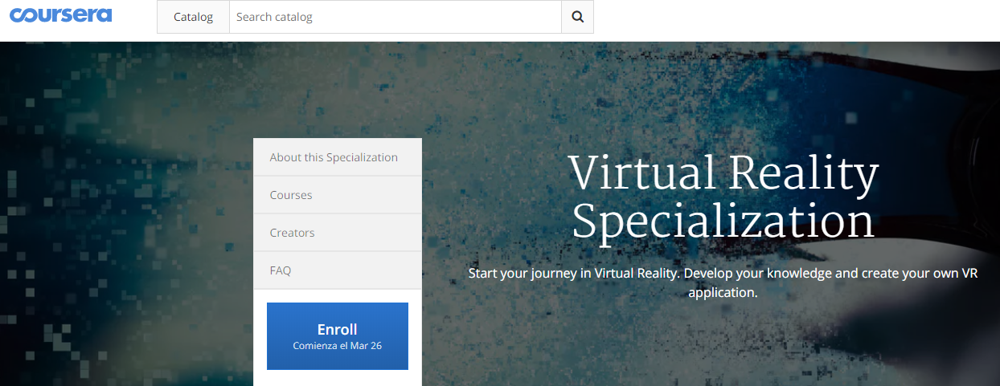 coursera
Catalog
Search catalog
About this Specialization
Courses
Creators
FAQ
Enroll
Comienza el Mar 26
Virtual Reality
Specialization
Start your journey in Virtual Reality. Develop your knowledge and create your own VR
application.